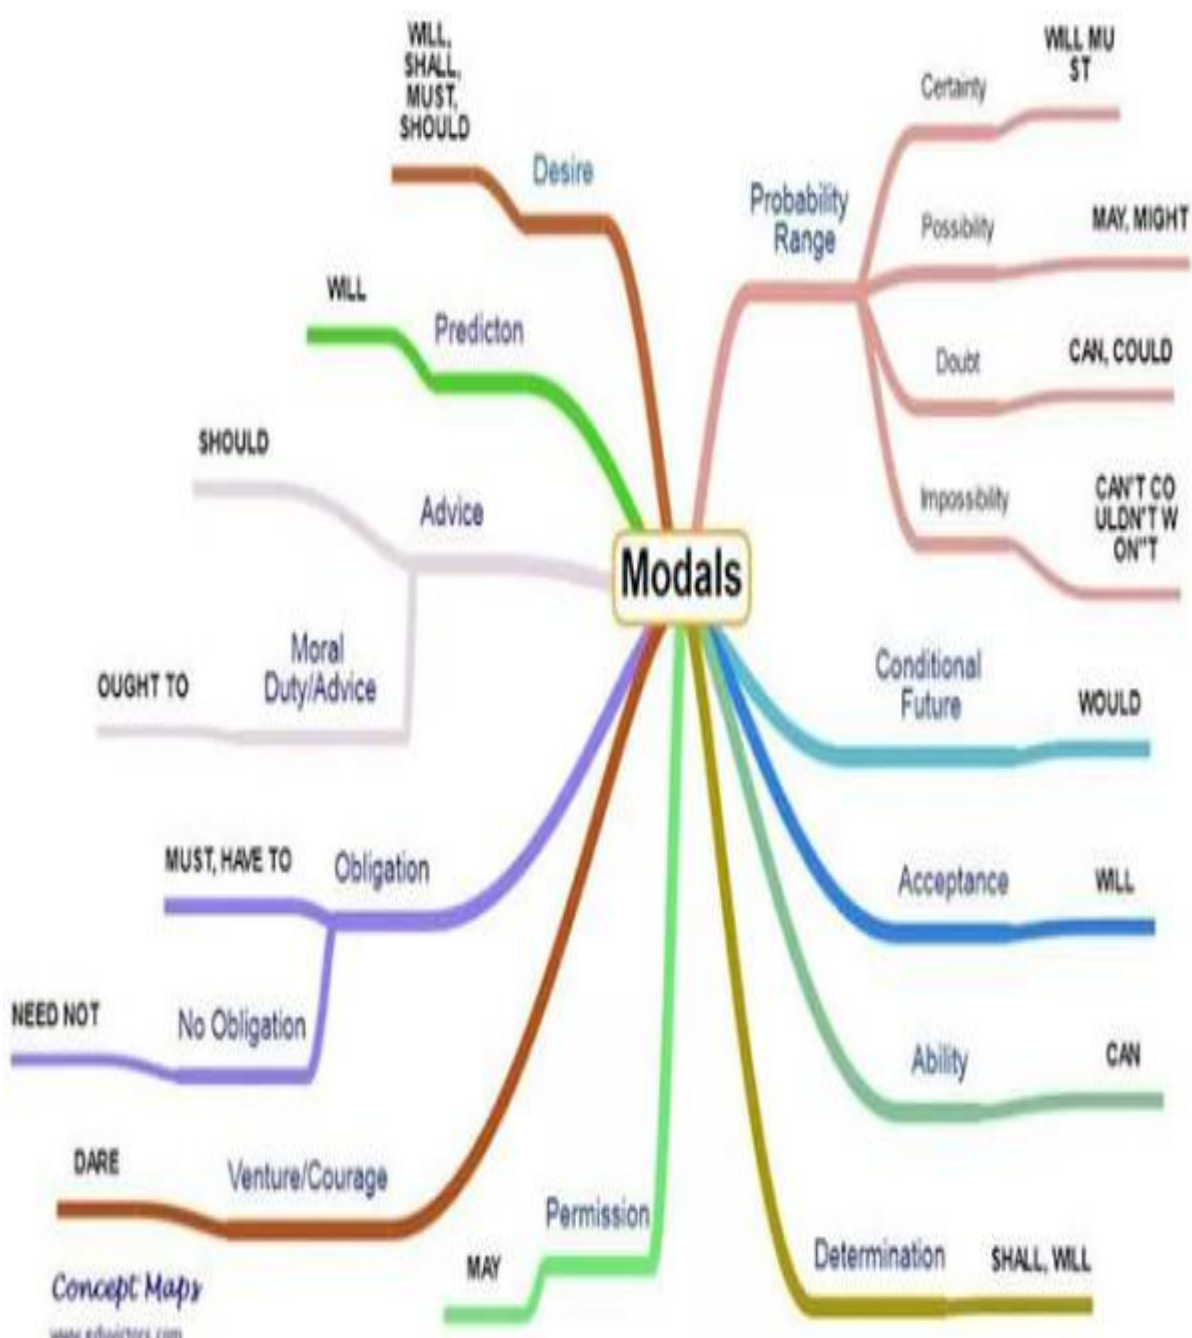 WILL,
SHALL,
MUST,
SHOULD
Desire
WILL
Predicton
SHOULD
Advice
Moral
Duty/Advice
OUGHT TO
MUST, HAVE TO
Obligation
NEED NOT
No Obligation
DARE
Venture/Courage
Permission
MAY
Modals
Probability
Range
Certainty
WILL MU
ST
Possibility
MAY, MIGHT
Doubt
CAN, COULD
Impossibility
CAN'T CO
ULDN'T W
ON"T
Conditional
Future
WOULD
Acceptance
WILL
Ability
CAN
Determination
SHALL, WILL
Concept Maps